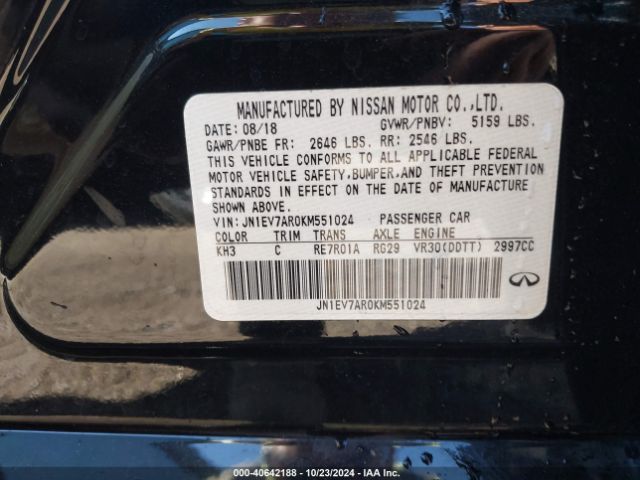 MANUFACTURED BY NISSAN MOTOR CO.,LTD.
DATE: 08/18 GVWR/PNBV: 5159 LBS.
GAWR/PNBE FR: 2646 LBS. RR: 2546 LBS.
THIS VEHICLE CONFORMS TO ALL APPLICABLE FEDERAL
MOTOR VEHICLE SAFETY, BUMPER, AND THEFT PREVENTION
STANDARDS IN EFFECT ON THE DATE OF MANUFACTURE
SHOWN ABOVE.
VIN: JN1EV7AR0KM551024 PASSENGER CAR
COLOR TRIM TRANS AXLE ENGINE
KH3 C RE7R01A RG29 VR30(DDTT) 2997CC
JN1EV7AR0KM551024
000-40642188 - 10/23/2024 - IAA Inc.